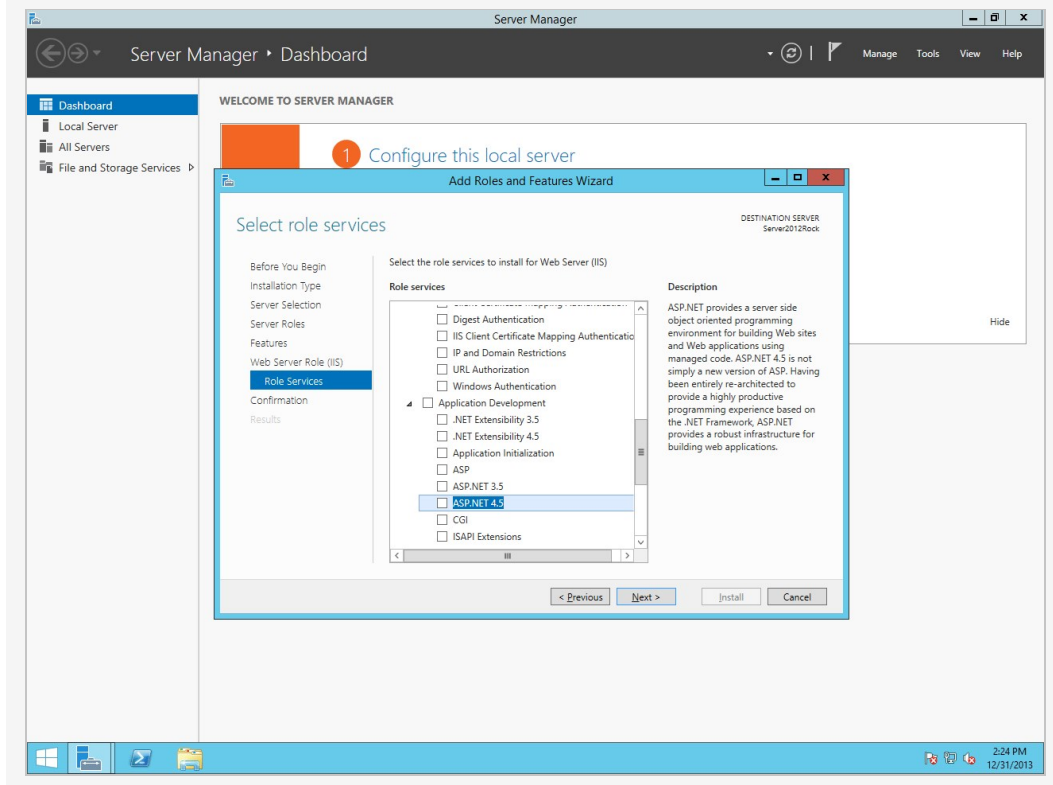 Server Manager
Server Manager • Dashboard
Manage Tools View Help
Dashboard
Local Server
All Servers
File and Storage Services
WELCOME TO SERVER MANAGER
1 Configure this local server
Add Roles and Features Wizard
Select role services
DESTINATION SERVER
Server2012Rock
Before You Begin
Installation Type
Server Selection
Server Roles
Features
Web Server Role (IIS)
Role Services
Confirmation
Results
Select the role services to install for Web Server (IIS)
Role services
Digest Authentication
IIS Client Certificate Mapping Authenticatio
IP and Domain Restrictions
URL Authorization
Windows Authentication
Application Development
.NET Extensibility 3.5
.NET Extensibility 4.5
Application Initialization
ASP
ASP.NET 3.5
ASP.NET 4.5
CGI
ISAPI Extensions
Description
ASP.NET provides a server side
object oriented programming
environment for building Web sites
and Web applications using
managed code. ASP.NET 4.5 is not
simply a new version of ASP. Having
been entirely re-architected to
provide a highly productive
programming experience based on
the .NET Framework, ASP.NET
provides a robust infrastructure for
building web applications.
Hide
< Previous
Next >
Install
Cancel
2:24 PM
12/31/2013